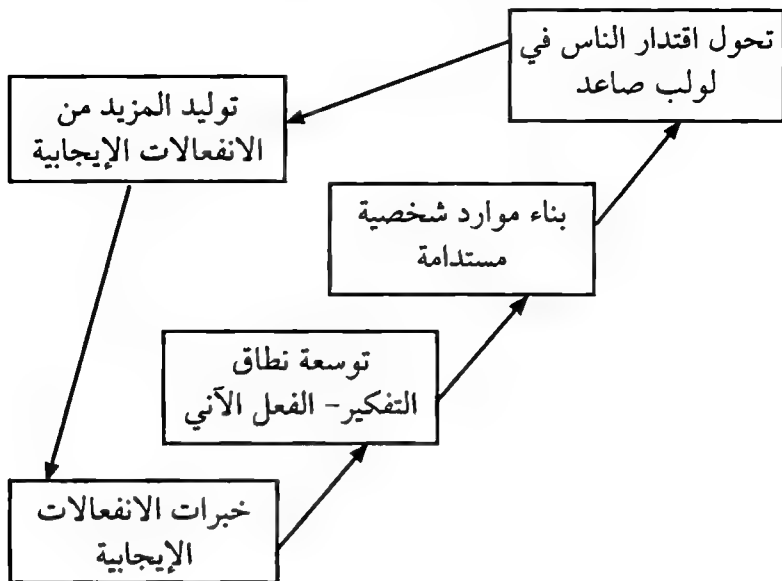 تحول اقتدار الناس في
لولب صاعد
توليد المزيد من
الانفعالات الإيجابية
بناء موارد شخصية
مستدامة
توسعة نطاق
التفكير - الفعل الآني
خبرات الانفعالات
الإيجابية